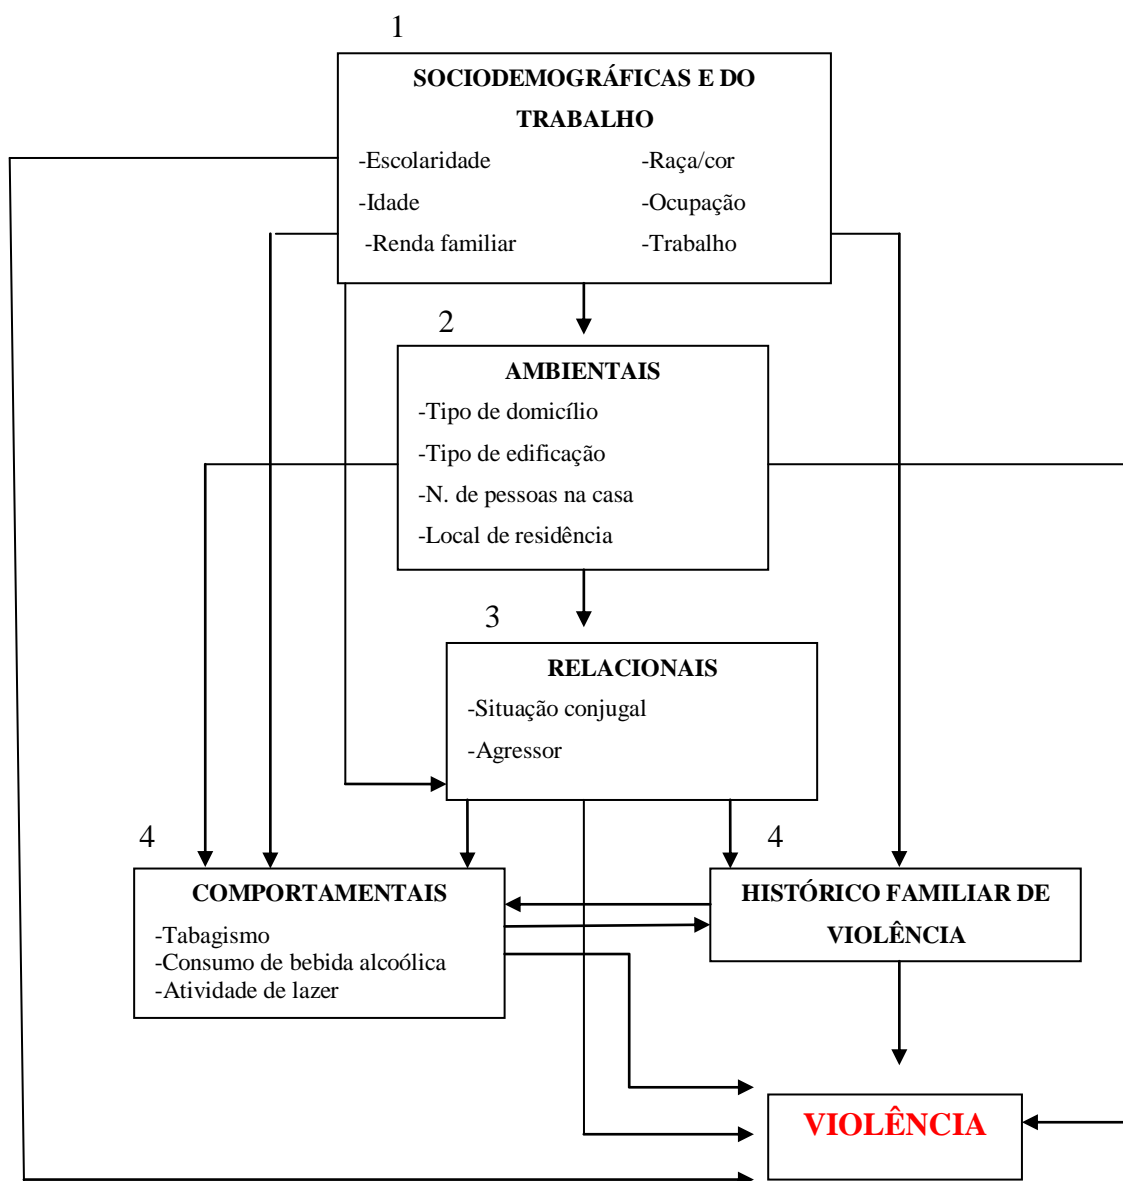 1
SOCIODEMOGRÁFICAS E DO
TRABALHO
-Escolaridade -Raça/cor
-Idade -Ocupação
-Renda familiar -Trabalho
2
AMBIENTAIS
-Tipo de domicílio
-Tipo de edificação
-N. de pessoas na casa
-Local de residência
3
RELACIONAIS
-Situação conjugal
-Agressor
4
COMPORTAMENTAIS
-Tabagismo
-Consumo de bebida alcoólica
-Atividade de lazer
4
HISTÓRICO FAMILIAR DE
VIOLÊNCIA
VIOLÊNCIA